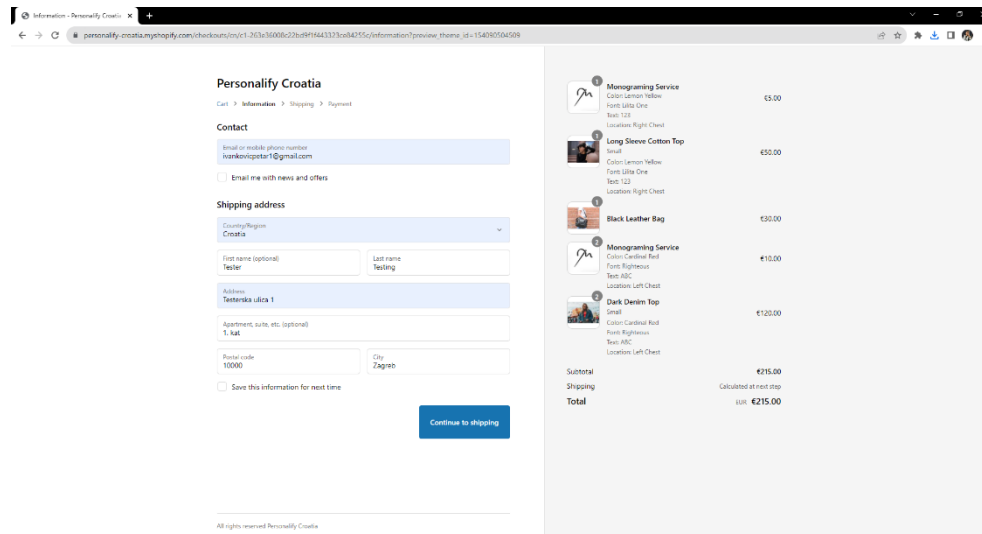 Information - Personalify Croatia
personalify-croatia.myshopify.com/checkouts/cn/c1-263e36008c22bd9f1f443323ce84255c/information?preview_theme_id=154090504509
Personalify Croatia
Cart > Information > Shipping > Payment
Contact
Email or mobile phone number
ivankovicpetar1@gmail.com
Email me with news and offers
Shipping address
Country/Region
Croatia
First name (optional)
Tester
Last name
Testing
Address
Testerska ulica 1
Apartment, suite, etc. (optional)
1. kat
Postal code
10000
City
Zagreb
Save this information for next time
Continue to shipping
All rights reserved Personalify Croatia
1
Monograming Service
Color: Lemon Yellow
Font: Lilita One
Text: 123
Location: Right Chest
€5.00
1
Long Sleeve Cotton Top
Small
Color: Lemon Yellow
Font: Lilita One
Text: 123
Location: Right Chest
€50.00
1
Black Leather Bag
€30.00
2
Monograming Service
Color: Cardinal Red
Font: Righteous
Text: ABC
Location: Left Chest
€10.00
2
Dark Denim Top
Small
Color: Cardinal Red
Font: Righteous
Text: ABC
Location: Left Chest
€120.00
Subtotal
€215.00
Shipping
Calculated at next step
Total
EUR €215.00